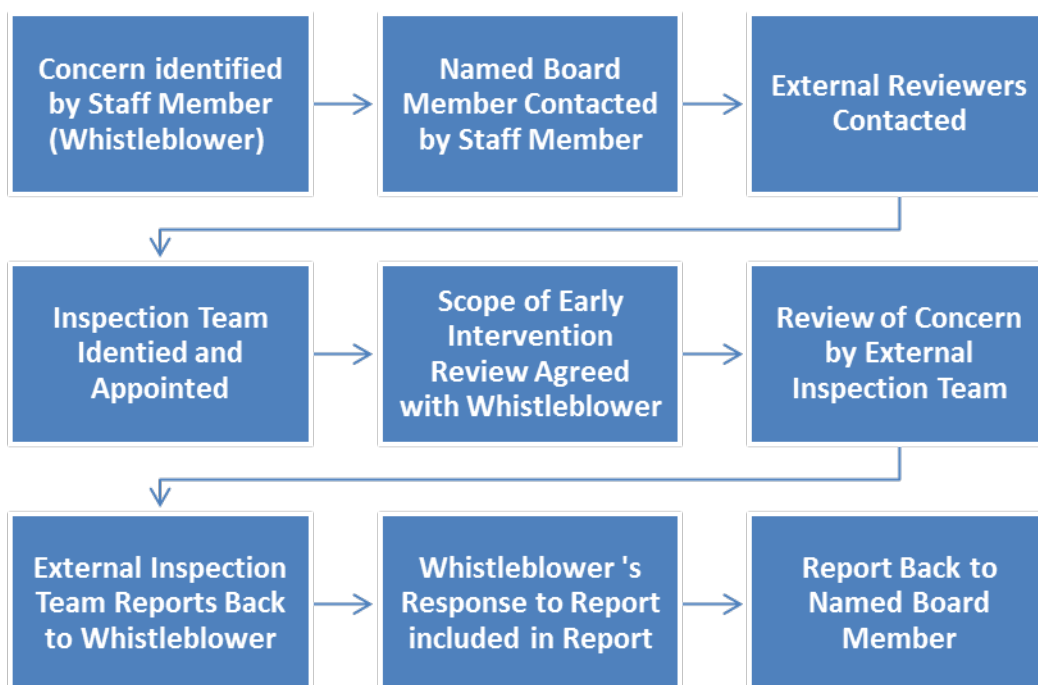 Concern identified
by Staff Member
(Whistleblower)
Named Board
Member Contacted
by Staff Member
External Reviewers
Contacted
Inspection Team
Identied and
Appointed
Scope of Early
Intervention
Review Agreed
with Whistleblower
Review of Concern
by External
Inspection Team
External Inspection
Team Reports Back
to Whistleblower
Whistleblower 's
Response to Report
included in Report
Report Back to
Named Board
Member